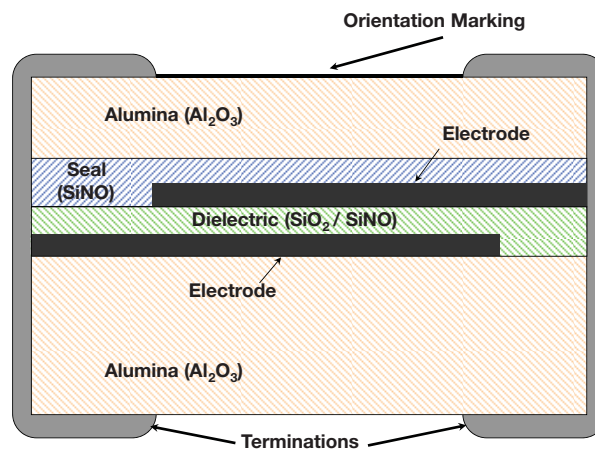 Orientation Marking
Alumina (Al₂O₃)
Electrode
Seal
(SiNO)
Dielectric (SiO₂ / SiNO)
Electrode
Alumina (Al₂O₃)
Terminations